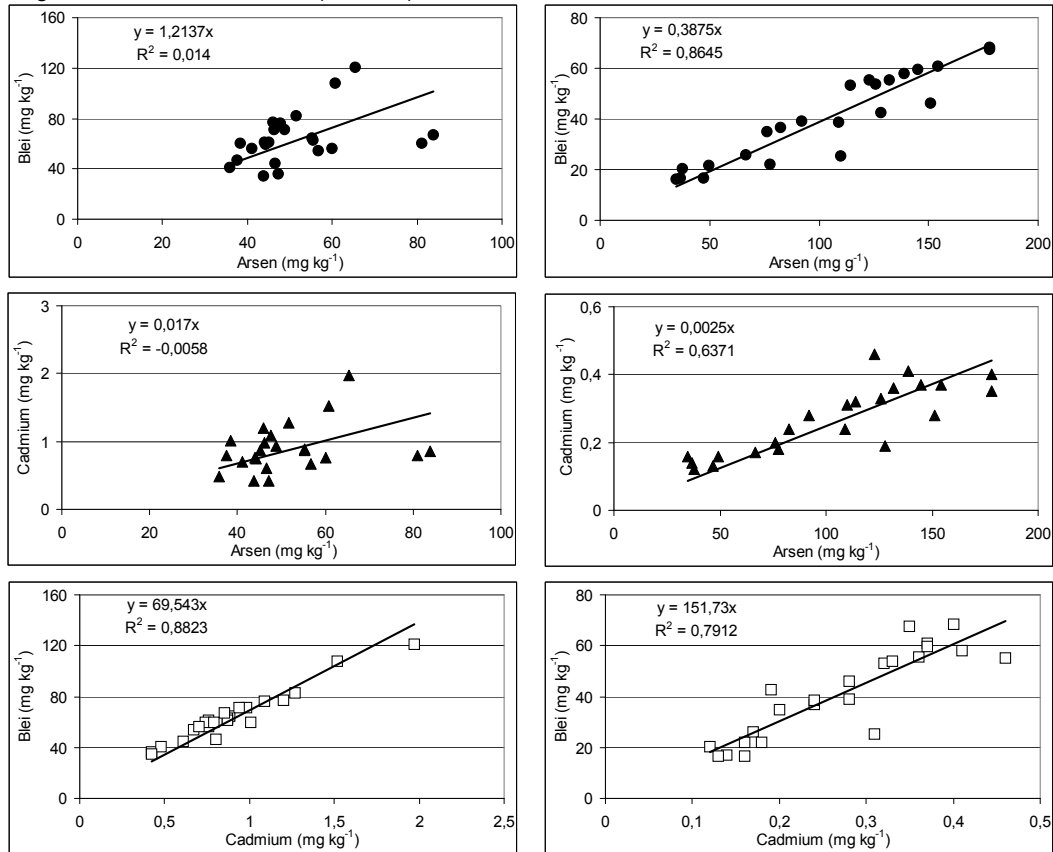 y = 1,2137x
R² = 0,014
Blei (mg kg⁻¹)
160
120
80
40
0
0 20 40 60 80 100
Arsen (mg kg⁻¹)
y = 0,3875x
R² = 0,8645
Blei (mg kg⁻¹)
80
60
40
20
0
0 50 100 150 200
Arsen (mg g⁻¹)
y = 0,017x
R² = -0,0058
Cadmium (mg kg⁻¹)
3
2
1
0
0 20 40 60 80 100
Arsen (mg kg⁻¹)
y = 0,0025x
R² = 0,6371
Cadmium (mg kg⁻¹)
0,6
0,4
0,2
0
0 50 100 150 200
Arsen (mg kg⁻¹)
y = 69,543x
R² = 0,8823
Blei (mg kg⁻¹)
160
120
80
40
0
0 0,5 1 1,5 2 2,5
Cadmium (mg kg⁻¹)
y = 151,73x
R² = 0,7912
Blei (mg kg⁻¹)
80
60
40
20
0
0 0,1 0,2 0,3 0,4 0,5
Cadmium (mg kg⁻¹)